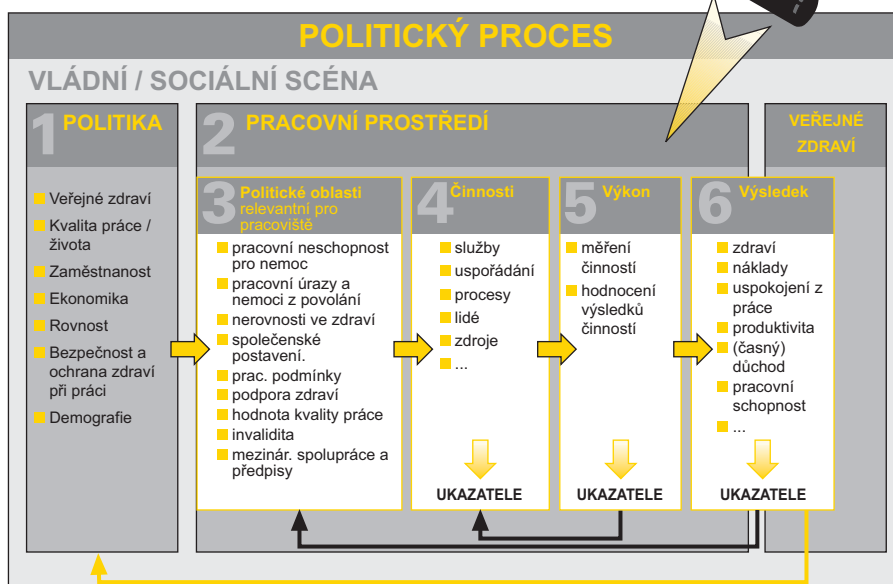 POLITICKÝ PROCES
VLÁDNÍ / SOCIÁLNÍ SCÉNA
1 POLITIKA
Veřejné zdraví
Kvalita práce /
života
Zaměstnanost
Ekonomika
Rovnost
Bezpečnost a
ochrana zdraví
při práci
Demografie
2 PRACOVNÍ PROSTŘEDÍ
VEŘEJNÉ
ZDRAVÍ
3 Politické oblasti
relevantní pro
pracoviště
pracovní neschopnost
pro nemoc
pracovní úrazy a
nemoci z povolání
nerovnosti ve zdraví
společenské
postavení.
prac. podmínky
podpora zdraví
hodnota kvality práce
invalidita
mezinár. spolupráce a
předpisy
4 Činnosti
služby
uspořádání
procesy
lidé
zdroje
...
UKAZATELE
5 Výkon
měření
činností
hodnocení
výsledků
činností
UKAZATELE
6 Výsledek
zdraví
náklady
uspokojení z
práce
produktivita
(časný)
důchod
pracovní
schopnost
...
UKAZATELE